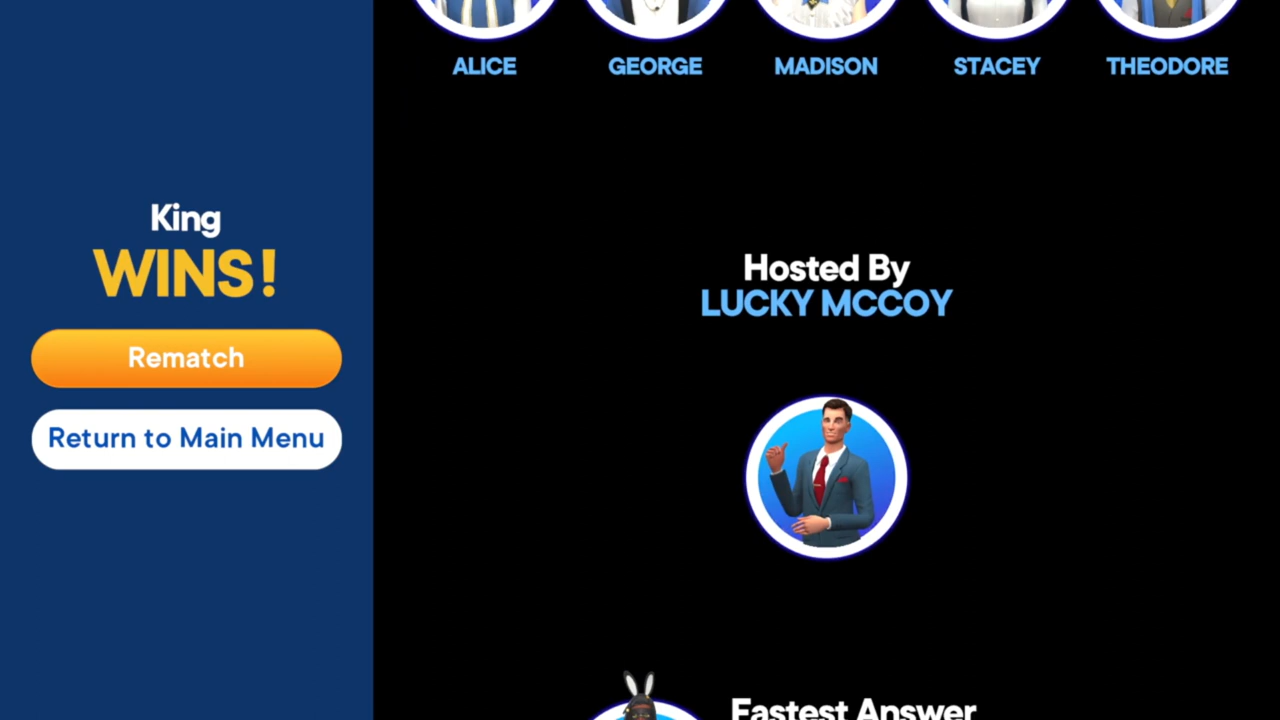 ALICE GEORGE MADISON STACEY THEODORE
King
WINS!
Rematch
Return to Main Menu
Hosted By
LUCKY MCCOY
Fastest Answer